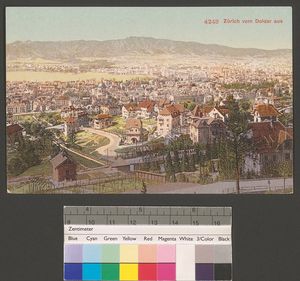 4249 Zürich vom Dolder aus
Zentimeter
Blue Cyan Green Yellow Red Magenta White 3/Color Black